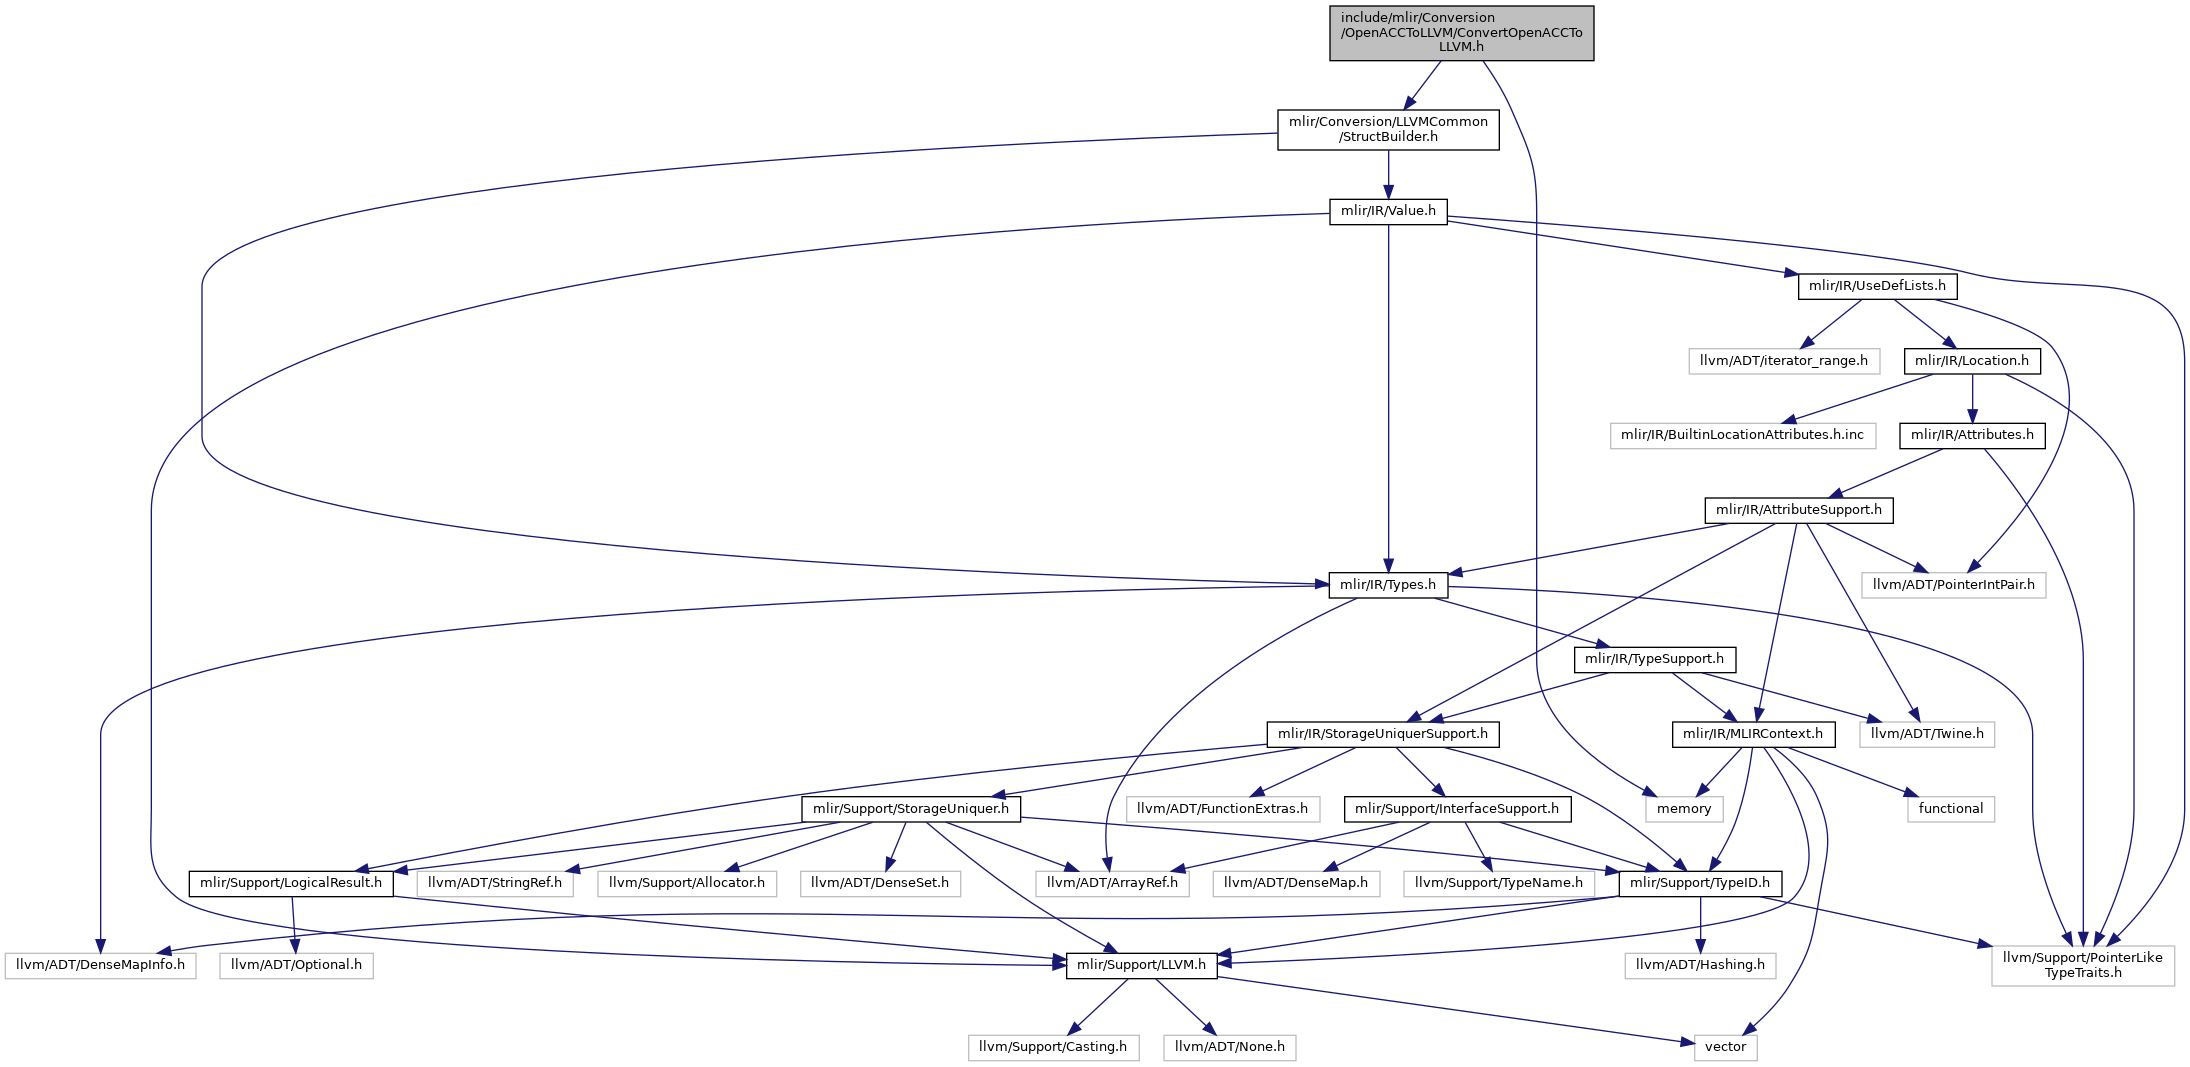 include/mlir/Conversion
/OpenACCToLLVM/ConvertOpenACCTo
LLVM.h
mlir/Conversion/LLVMCommon
/StructBuilder.h
mlir/IR/Value.h
mlir/IR/UseDefLists.h
llvm/ADT/iterator_range.h
mlir/IR/Location.h
mlir/IR/BuiltinLocationAttributes.h.inc
mlir/IR/Attributes.h
mlir/IR/AttributeSupport.h
mlir/IR/Types.h
llvm/ADT/PointerIntPair.h
mlir/IR/TypeSupport.h
mlir/IR/StorageUniquerSupport.h
mlir/IR/MLIRContext.h
llvm/ADT/Twine.h
mlir/Support/StorageUniquer.h
llvm/ADT/FunctionExtras.h
mlir/Support/InterfaceSupport.h
memory
functional
mlir/Support/LogicalResult.h
llvm/ADT/StringRef.h
llvm/Support/Allocator.h
llvm/ADT/DenseSet.h
llvm/ADT/ArrayRef.h
llvm/ADT/DenseMap.h
llvm/Support/TypeName.h
mlir/Support/TypeID.h
llvm/ADT/DenseMapInfo.h
llvm/ADT/Optional.h
mlir/Support/LLVM.h
llvm/ADT/Hashing.h
llvm/Support/PointerLike
TypeTraits.h
llvm/Support/Casting.h
llvm/ADT/None.h
vector